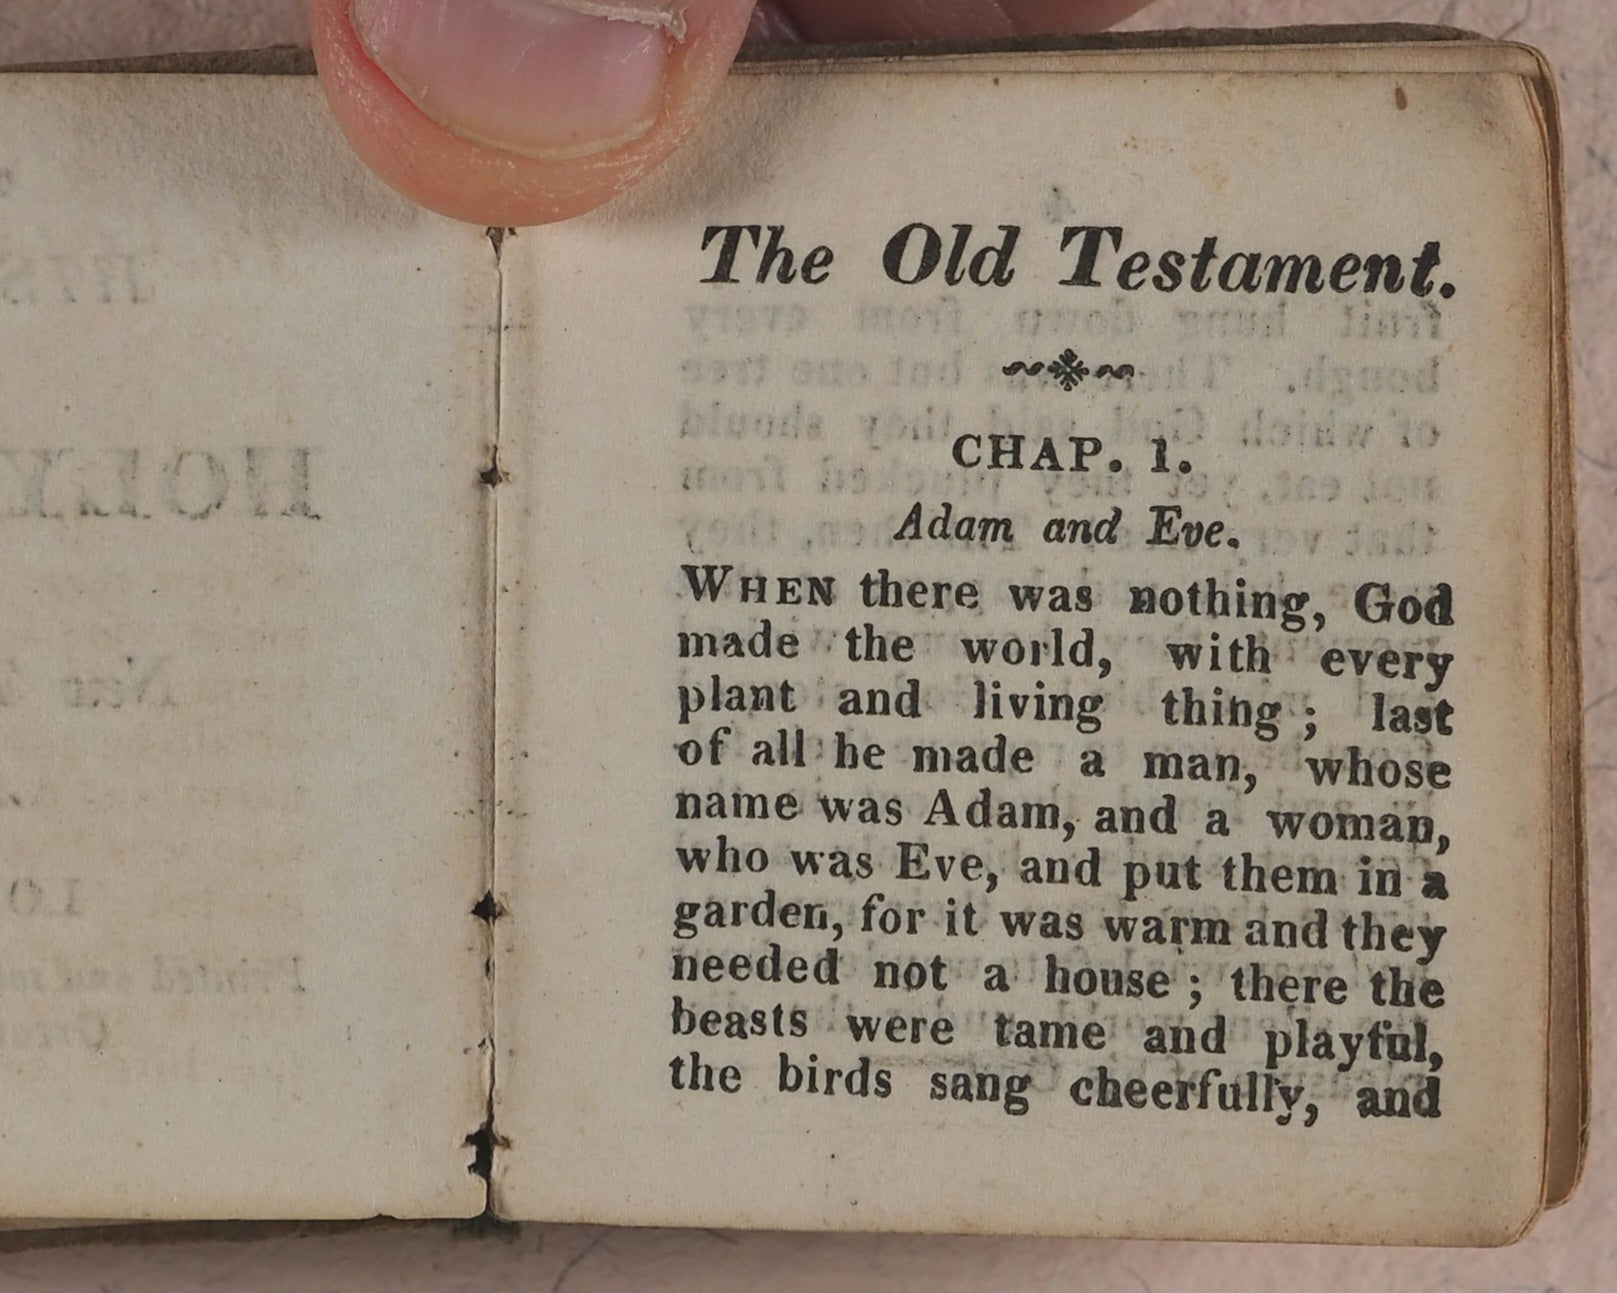 The Old Testament.
CHAP. 1.
Adam and Eve.
WHEN there was nothing, God
made the world, with every
plant and living thing ; last
of all he made a man, whose
name was Adam, and a woman,
who was Eve, and put them in a
garden, for it was warm and they
needed not a house ; there the
beasts were tame and playful,
the birds sang cheerfully, and